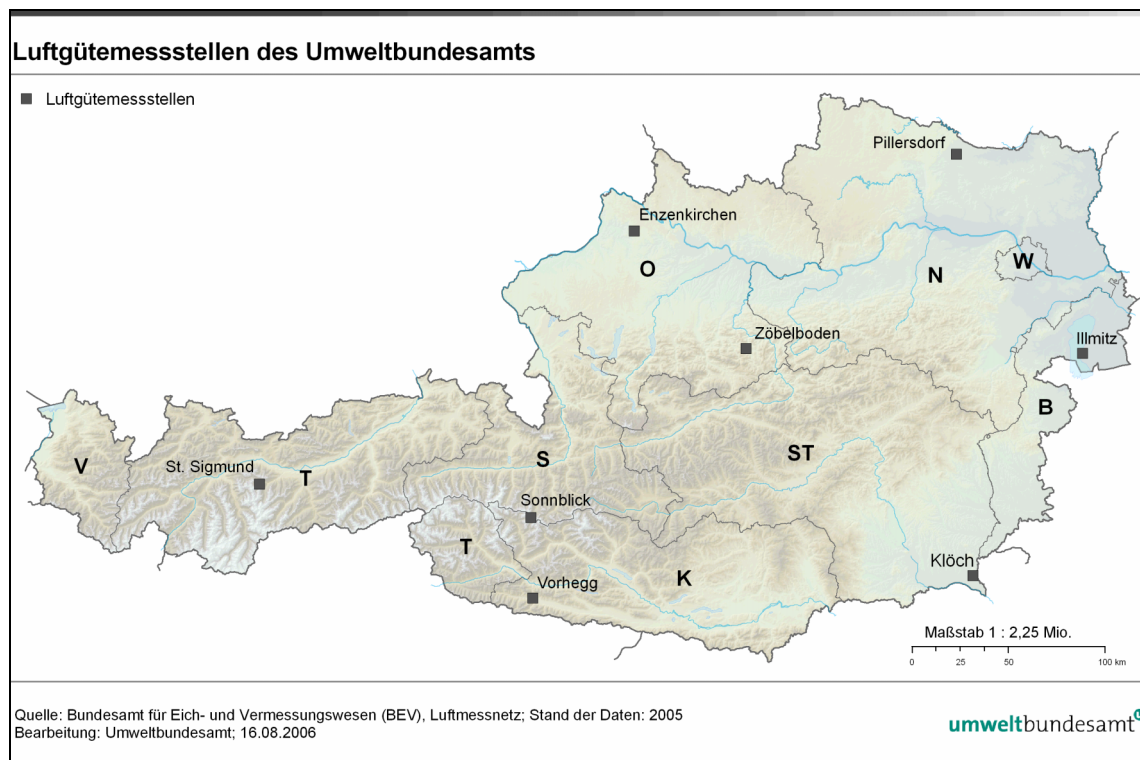 Luftgütemessstellen des Umweltbundesamts
Luftgütemessstellen
Pillersdorf
Enzenkirchen
O
N
W
Zöbelboden
Illmitz
B
V
St. Sigmund
T
S
ST
Sonnblick
T
Vorhegg
K
Klöch
Maßstab 1 : 2,25 Mio.
0 25 50 100 km
Quelle: Bundesamt für Eich- und Vermessungswesen (BEV), Luftmessnetz; Stand der Daten: 2005
Bearbeitung: Umweltbundesamt; 16.08.2006
umweltbundesamt